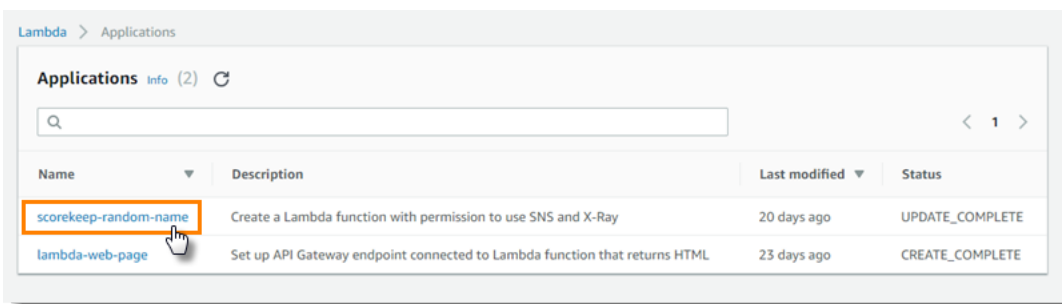 Lambda > Applications
Applications Info (2)
< 1 >
Name Description Last modified Status
scorekeep-random-name Create a Lambda function with permission to use SNS and X-Ray 20 days ago UPDATE_COMPLETE
lambda-web-page Set up API Gateway endpoint connected to Lambda function that returns HTML 23 days ago CREATE_COMPLETE